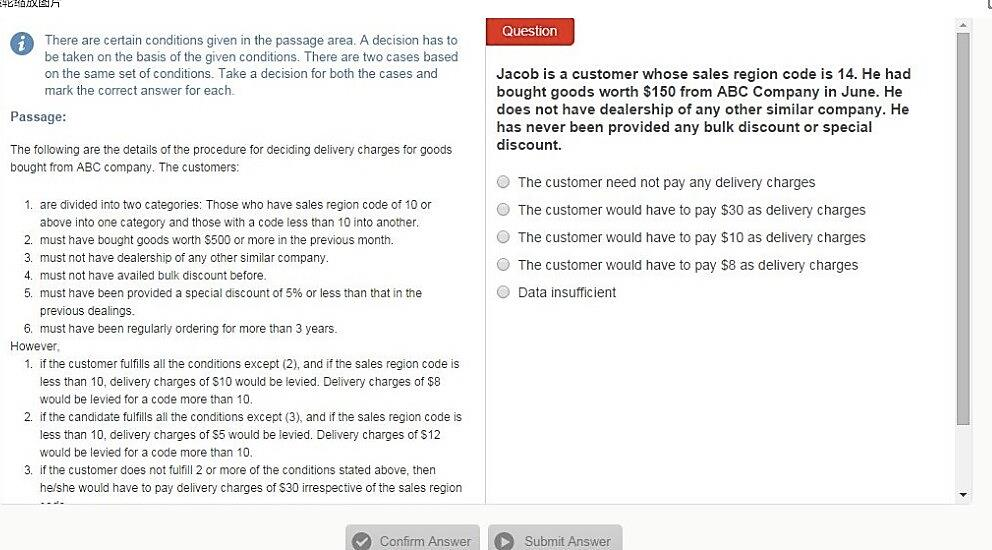 轮缩放图片
There are certain conditions given in the passage area. A decision has to
be taken on the basis of the given conditions. There are two cases based
on the same set of conditions. Take a decision for both the cases and
mark the correct answer for each.
Passage:
The following are the details of the procedure for deciding delivery charges for goods
bought from ABC company. The customers:
1. are divided into two categories: Those who have sales region code of 10 or
above into one category and those with a code less than 10 into another.
2. must have bought goods worth $500 or more in the previous month.
3. must not have dealership of any other similar company.
4. must not have availed bulk discount before.
5. must have been provided a special discount of 5% or less than that in the
previous dealings.
6. must have been regularly ordering for more than 3 years.
However,
1. if the customer fulfills all the conditions except (2), and if the sales region code is
less than 10, delivery charges of $10 would be levied. Delivery charges of $8
would be levied for a code more than 10.
2. if the candidate fulfills all the conditions except (3), and if the sales region code is
less than 10, delivery charges of $5 would be levied. Delivery charges of $12
would be levied for a code more than 10.
3. if the customer does not fulfill 2 or more of the conditions stated above, then
he/she would have to pay delivery charges of $30 irrespective of the sales region
Question
Jacob is a customer whose sales region code is 14. He had
bought goods worth $150 from ABC Company in June. He
does not have dealership of any other similar company. He
has never been provided any bulk discount or special
discount.
The customer need not pay any delivery charges
The customer would have to pay $30 as delivery charges
The customer would have to pay $10 as delivery charges
The customer would have to pay $8 as delivery charges
Data insufficient
Confirm Answer
Submit Answer